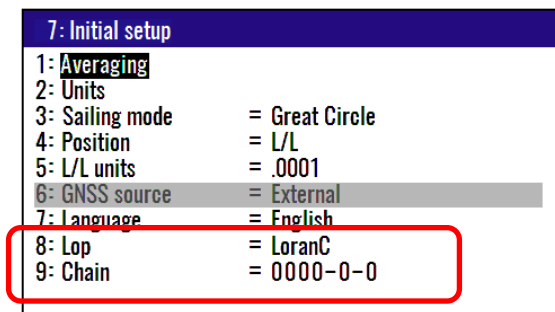 7: Initial setup
1: Averaging
2: Units
3: Sailing mode = Great Circle
4: Position = L/L
5: L/L units = .0001
6: GNSS source = External
7: Language = English
8: Lop = LoranC
9: Chain = 0000-0-0